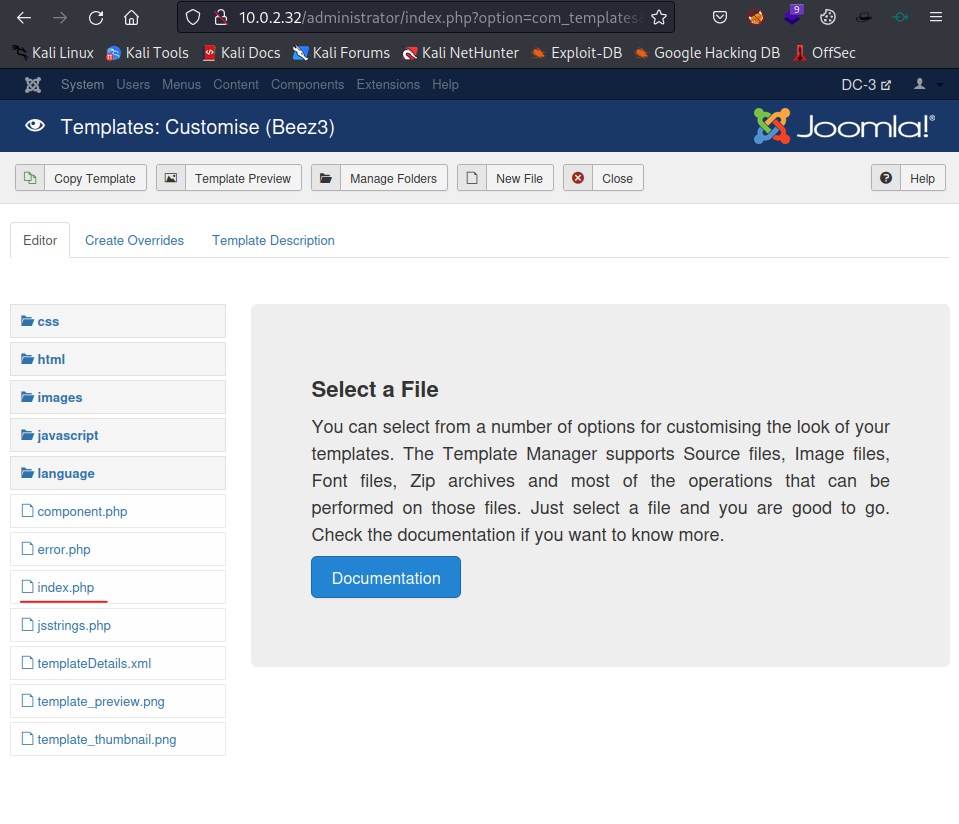 10.0.2.32/administrator/index.php?option=com_templates
9
Kali Linux Kali Tools Kali Docs Kali Forums Kali NetHunter Exploit-DB Google Hacking DB OffSec
System Users Menus Content Components Extensions Help DC-3
Templates: Customise (Beez3) Joomla!®
Copy Template Template Preview Manage Folders New File Close Help
Editor Create Overrides Template Description
css
html
images
javascript
language
component.php
error.php
index.php
jsstrings.php
templateDetails.xml
template_preview.png
template_thumbnail.png
Select a File
You can select from a number of options for customising the look of your
templates. The Template Manager supports Source files, Image files,
Font files, Zip archives and most of the operations that can be
performed on those files. Just select a file and you are good to go.
Check the documentation if you want to know more.
Documentation